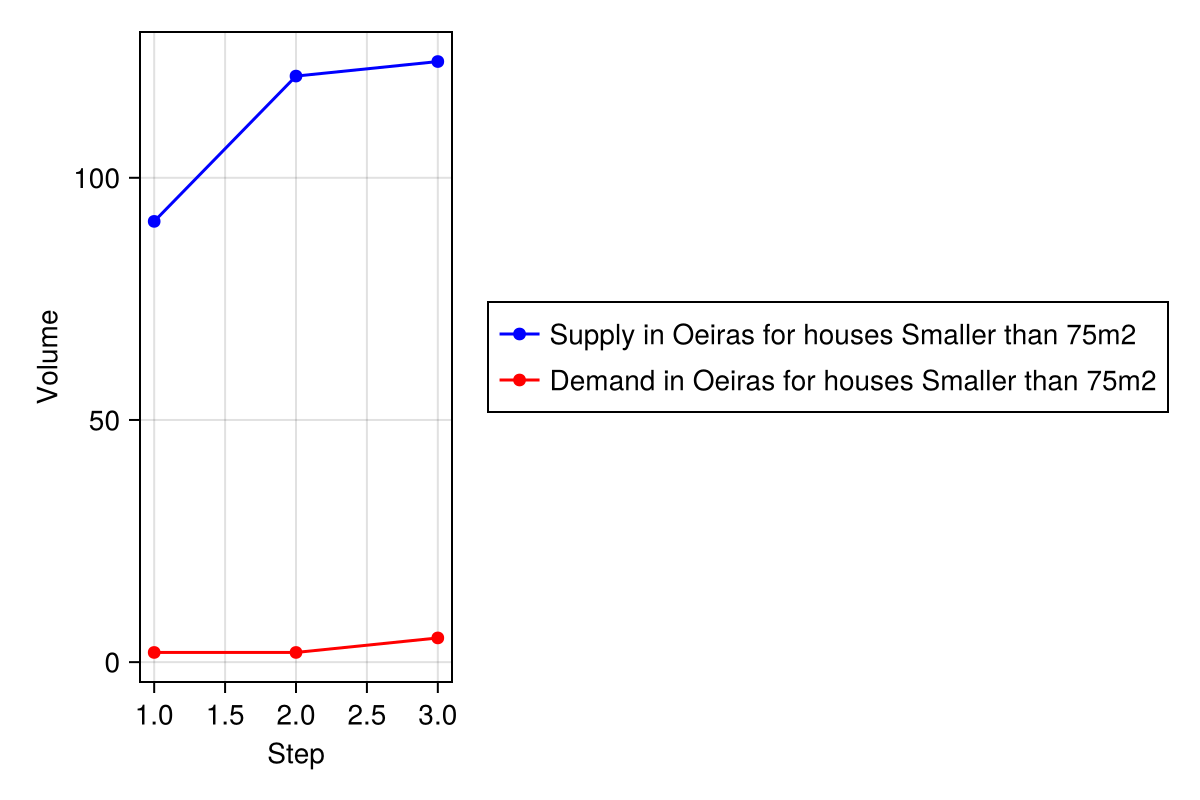 Volume
100
50
0
1.0 1.5 2.0 2.5 3.0
Step
Supply in Oeiras for houses Smaller than 75m2
Demand in Oeiras for houses Smaller than 75m2